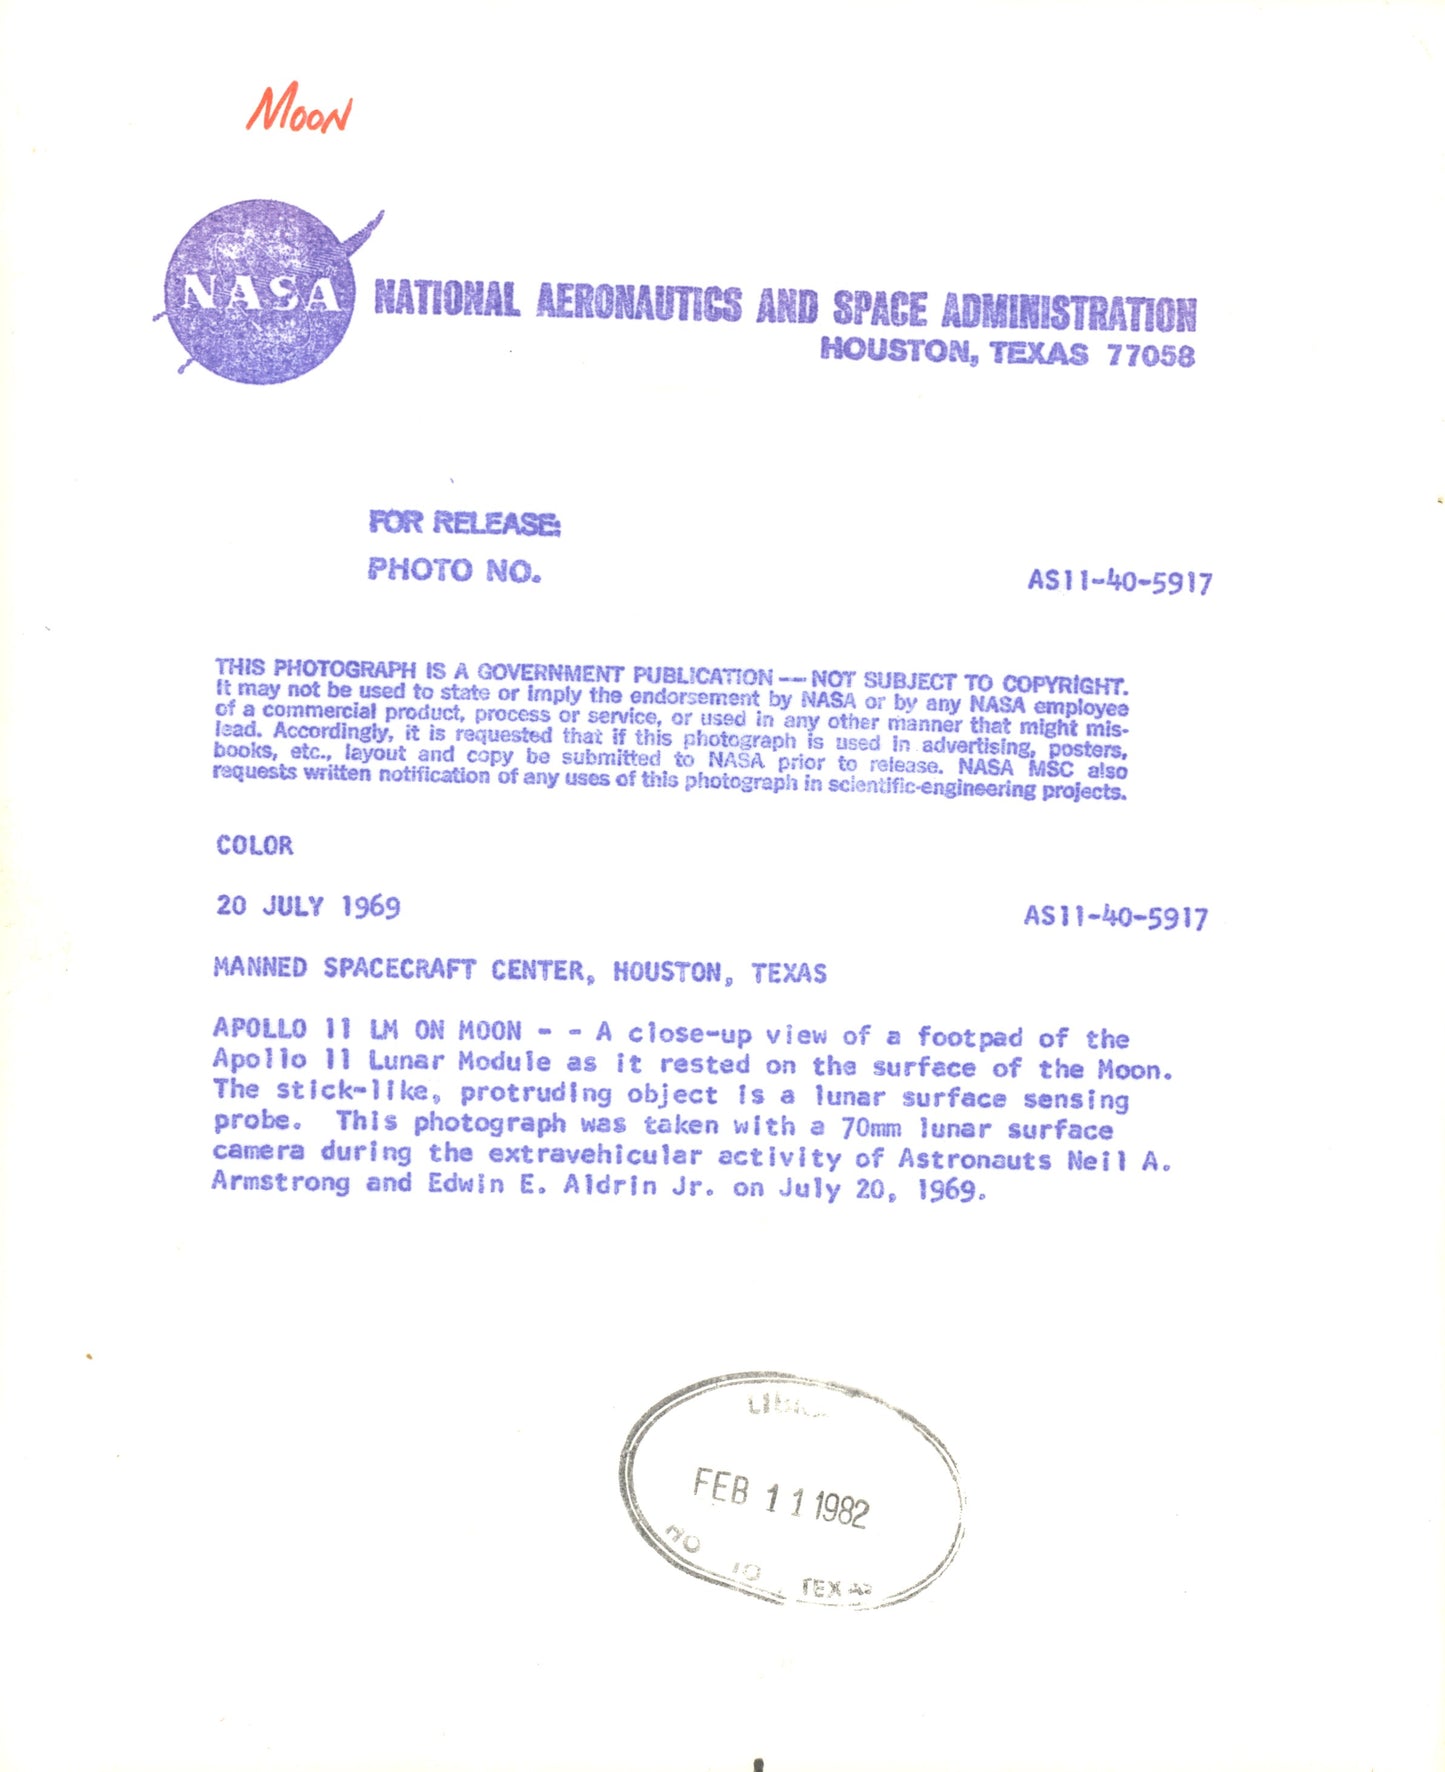 MOON
NASA
NATIONAL AERONAUTICS AND SPACE ADMINISTRATION
HOUSTON, TEXAS 77058
FOR RELEASE:
PHOTO NO.
AS11-40-5917
THIS PHOTOGRAPH IS A GOVERNMENT PUBLICATION -- NOT SUBJECT TO COPYRIGHT.
It may not be used to state or imply the endorsement by NASA or by any NASA employee
of a commercial product, process or service, or used in any other manner that might mis-
lead. Accordingly, it is requested that if this photograph is used in advertising, posters,
books, etc., layout and copy be submitted to NASA prior to release. NASA MSC also
requests written notification of any uses of this photograph in scientific-engineering projects.
COLOR
20 JULY 1969
AS11-40-5917
MANNED SPACECRAFT CENTER, HOUSTON, TEXAS
APOLLO 11 LM ON MOON - - A close-up view of a footpad of the
Apollo 11 Lunar Module as it rested on the surface of the Moon.
The stick-like, protruding object is a lunar surface sensing
probe. This photograph was taken with a 70mm lunar surface
camera during the extravehicular activity of Astronauts Neil A.
Armstrong and Edwin E. Aldrin Jr. on July 20, 1969.
FEB 11 1982
TEXAS